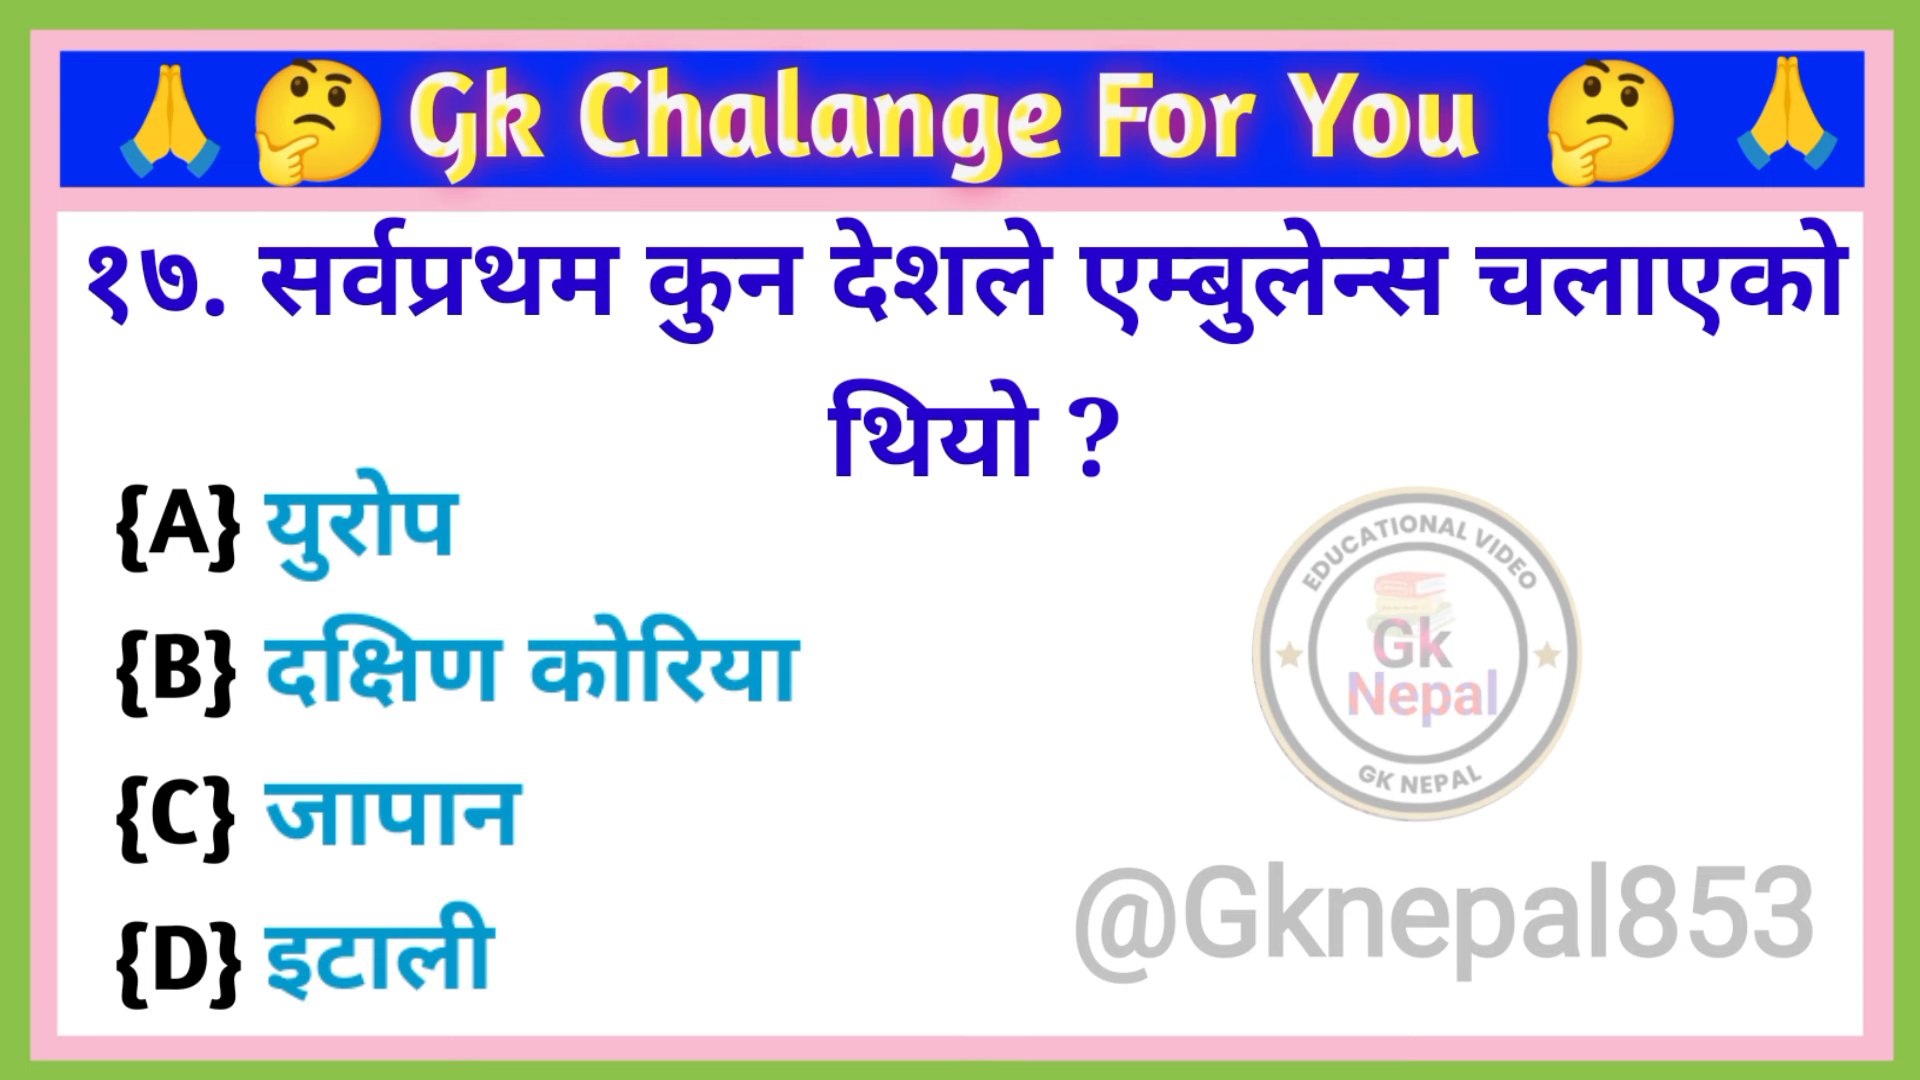 🙏🤔 Gk Chalange For You 🤔🙏
१७. सर्वप्रथम कुन देशले एम्बुलेन्स चलाएको
थियो ?
{A} युरोप
{B} दक्षिण कोरिया
{C} जापान
{D} इटाली
EDUCATIONAL VIDEO
Gk
Nepal
GK NEPAL
@Gknepal853